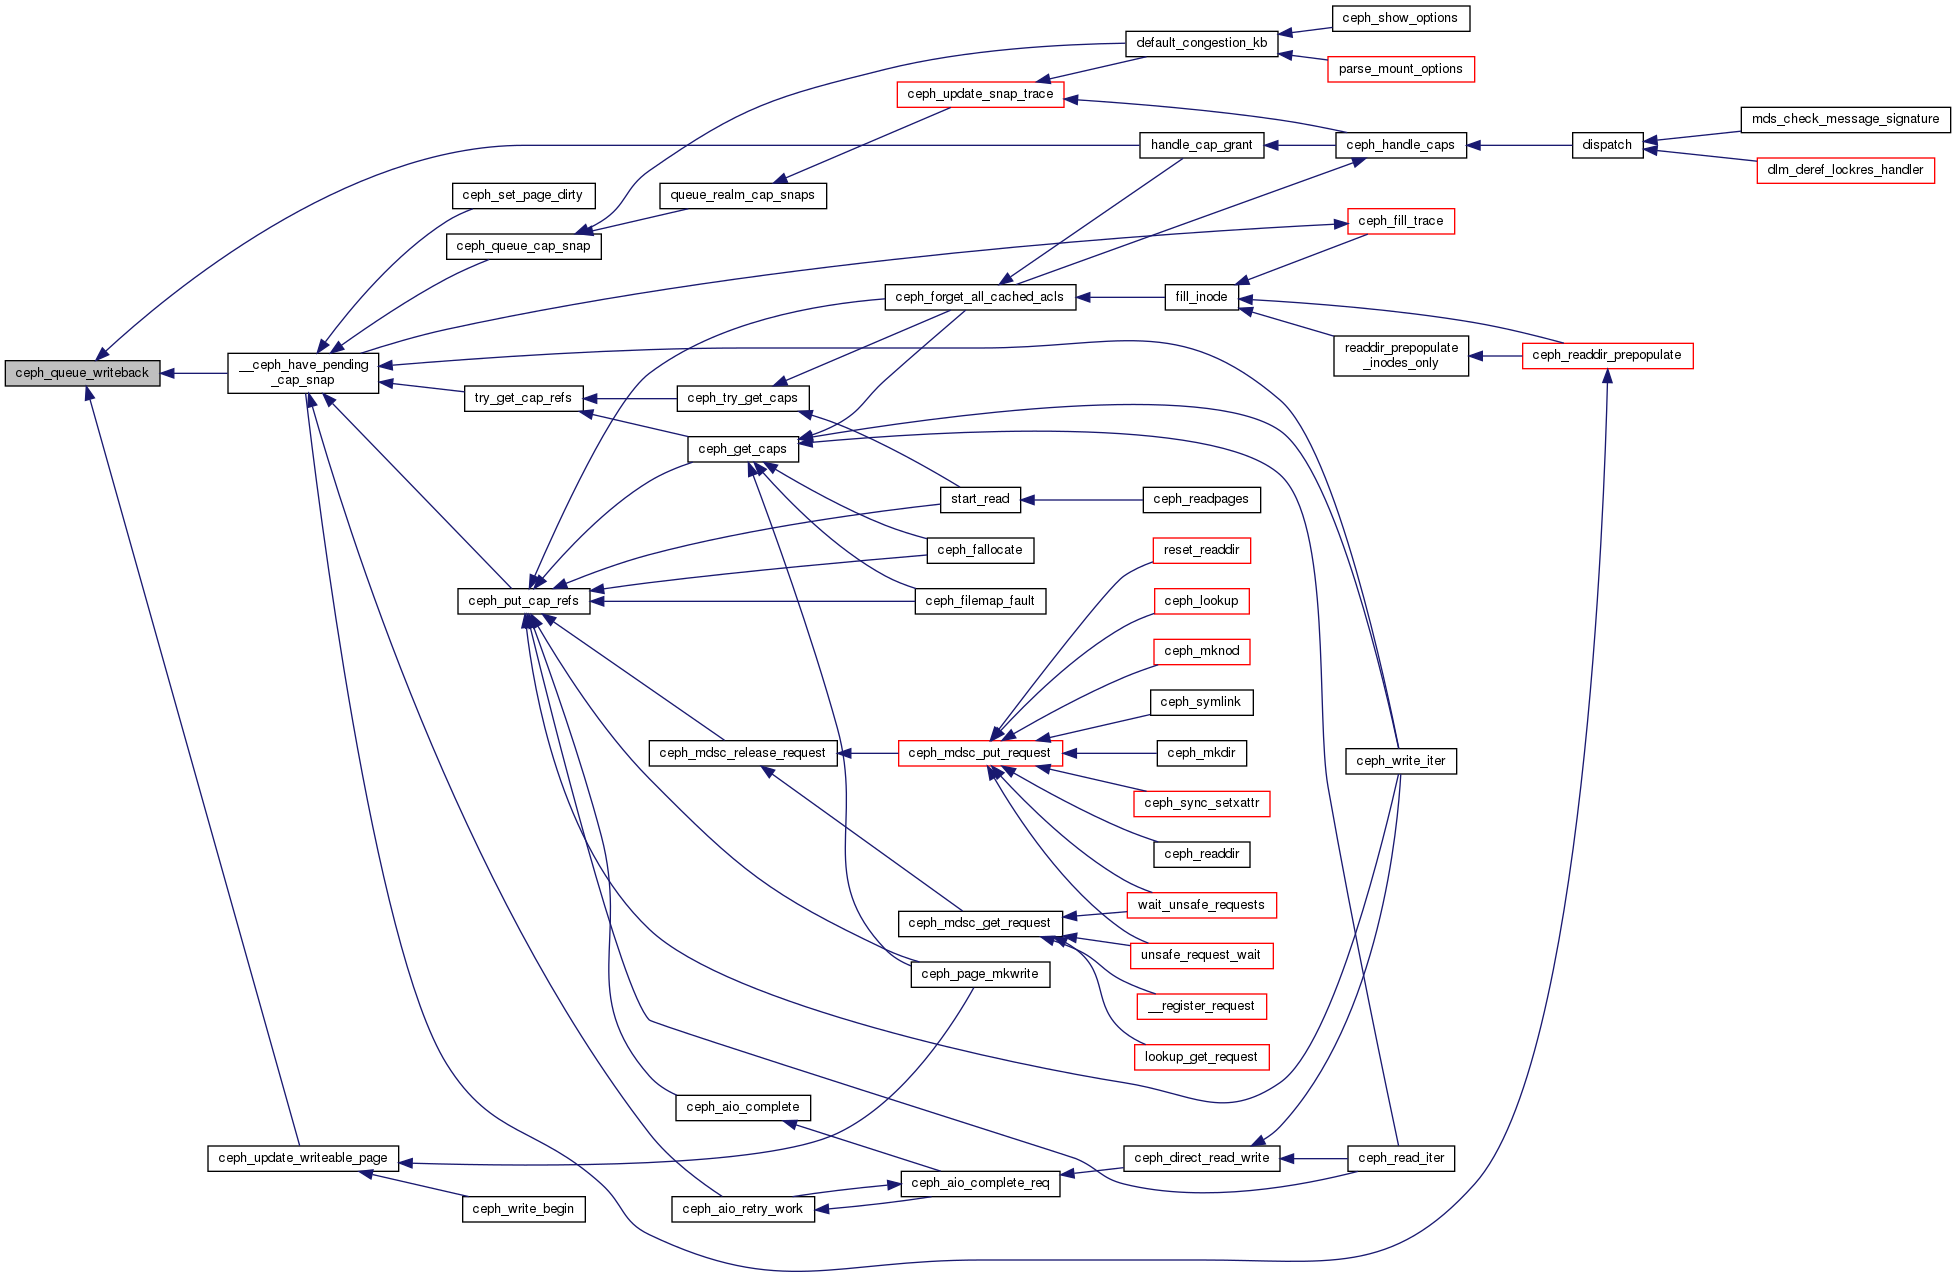 ceph_show_options
default_congestion_kb
parse_mount_options
ceph_update_snap_trace
mds_check_message_signature
handle_cap_grant
ceph_handle_caps
dispatch
dlm_deref_lockres_handler
ceph_set_page_dirty
queue_realm_cap_snaps
ceph_fill_trace
ceph_queue_cap_snap
ceph_forget_all_cached_acls
fill_inode
readdir_prepopulate
_inodes_only
ceph_readdir_prepopulate
ceph_queue_writeback
__ceph_have_pending
_cap_snap
try_get_cap_refs
ceph_try_get_caps
ceph_get_caps
start_read
ceph_readpages
ceph_fallocate
reset_readdir
ceph_put_cap_refs
ceph_filemap_fault
ceph_lookup
ceph_mknod
ceph_symlink
ceph_mdsc_release_request
ceph_mdsc_put_request
ceph_mkdir
ceph_write_iter
ceph_sync_setxattr
ceph_readdir
wait_unsafe_requests
ceph_mdsc_get_request
unsafe_request_wait
ceph_page_mkwrite
__register_request
lookup_get_request
ceph_aio_complete
ceph_update_writeable_page
ceph_direct_read_write
ceph_read_iter
ceph_aio_complete_req
ceph_write_begin
ceph_aio_retry_work